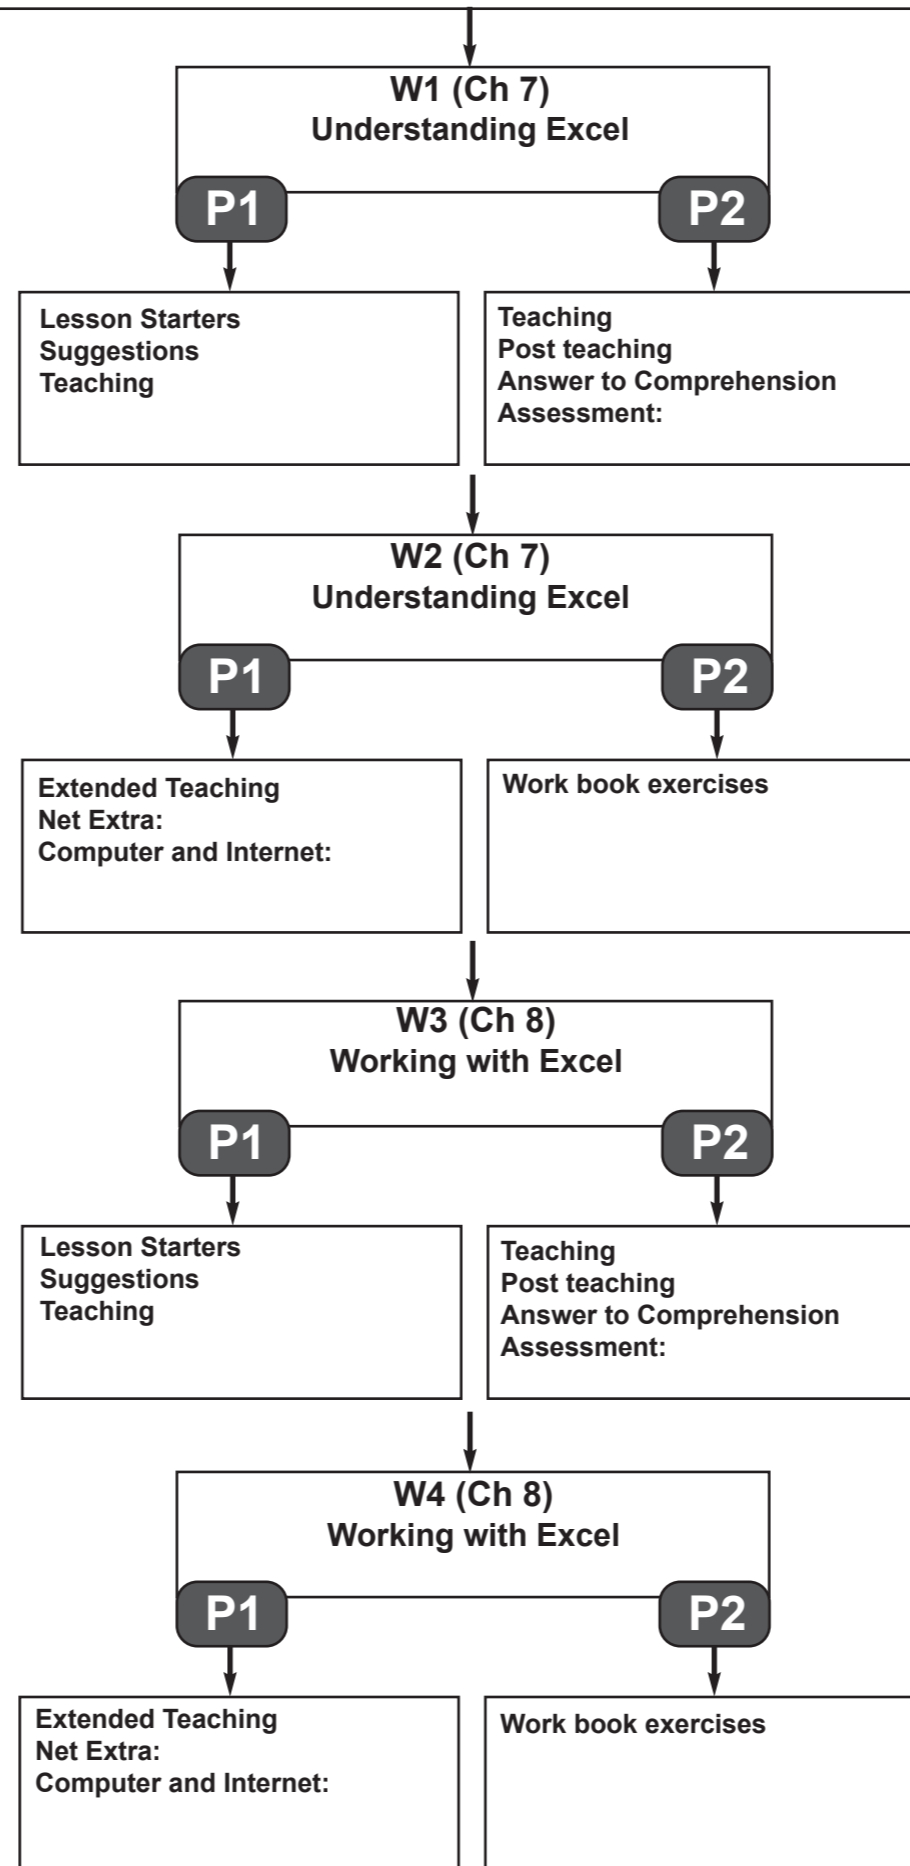 W1 (Ch 7)
Understanding Excel
P1
P2
Lesson Starters
Suggestions
Teaching
Teaching
Post teaching
Answer to Comprehension
Assessment:
W2 (Ch 7)
Understanding Excel
P1
P2
Extended Teaching
Net Extra:
Computer and Internet:
Work book exercises
W3 (Ch 8)
Working with Excel
P1
P2
Lesson Starters
Suggestions
Teaching
Teaching
Post teaching
Answer to Comprehension
Assessment:
W4 (Ch 8)
Working with Excel
P1
P2
Extended Teaching
Net Extra:
Computer and Internet:
Work book exercises